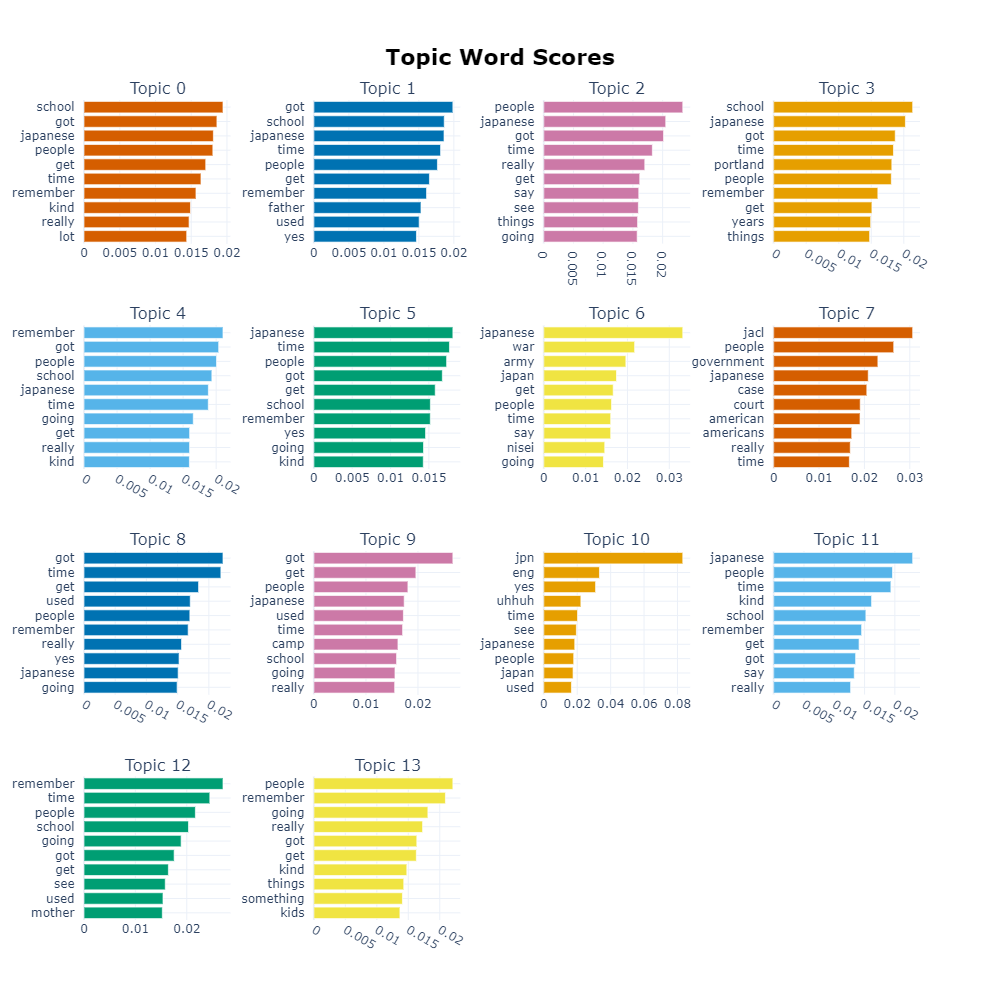 Topic Word Scores
Topic 0
school
got
japanese
people
get
time
remember
kind
really
lot
0 0.005 0.01 0.015 0.02
Topic 1
got
school
japanese
time
people
get
remember
father
used
yes
0 0.005 0.01 0.015 0.02
Topic 2
people
japanese
got
time
really
get
say
see
things
going
0 0.005 0.01 0.015 0.02
Topic 3
school
japanese
got
time
portland
people
remember
get
years
things
0 0.005 0.01 0.015 0.02
Topic 4
remember
got
people
school
japanese
time
going
get
really
kind
0 0.005 0.01 0.015 0.02
Topic 5
japanese
time
people
got
get
school
remember
yes
going
kind
0 0.005 0.01 0.015
Topic 6
japanese
war
army
japan
get
people
time
say
nisei
going
0 0.01 0.02 0.03
Topic 7
jacl
people
government
japanese
case
court
american
americans
really
time
0 0.01 0.02 0.03
Topic 8
got
time
get
used
people
remember
really
yes
japanese
going
0 0.005 0.01 0.015 0.02
Topic 9
got
get
people
japanese
used
time
camp
school
going
really
0 0.01 0.02
Topic 10
jpn
eng
yes
uhhuh
time
see
japanese
people
japan
used
0 0.02 0.04 0.06 0.08
Topic 11
japanese
people
time
kind
school
remember
get
got
say
really
0 0.005 0.01 0.015 0.02
Topic 12
remember
time
people
school
going
got
get
see
used
mother
0 0.01 0.02
Topic 13
people
remember
going
really
got
get
kind
things
something
kids
0 0.005 0.01 0.015 0.02